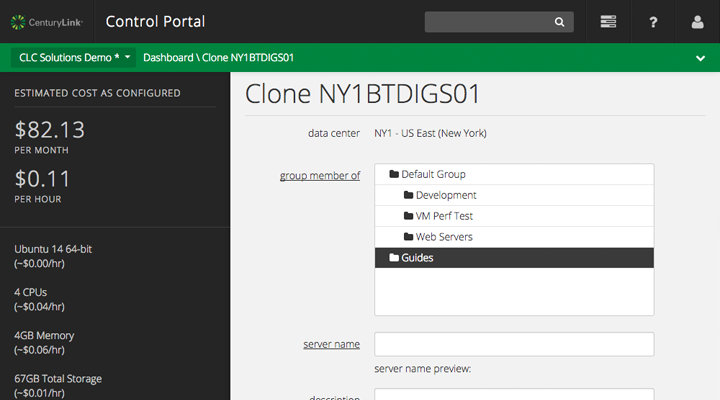 CenturyLink®
Control Portal
?
CLC Solutions Demo *
Dashboard \ Clone NY1BTDIGS01
ESTIMATED COST AS CONFIGURED
$82.13
PER MONTH
$0.11
PER HOUR
Ubuntu 14 64-bit
(~$0.00/hr)
4 CPUs
(~$0.04/hr)
4GB Memory
(~$0.06/hr)
67GB Total Storage
(~$0.01/hr)
Clone NY1BTDIGS01
data center NY1 - US East (New York)
group member of
Default Group
Development
VM Perf Test
Web Servers
Guides
server name
server name preview:
description